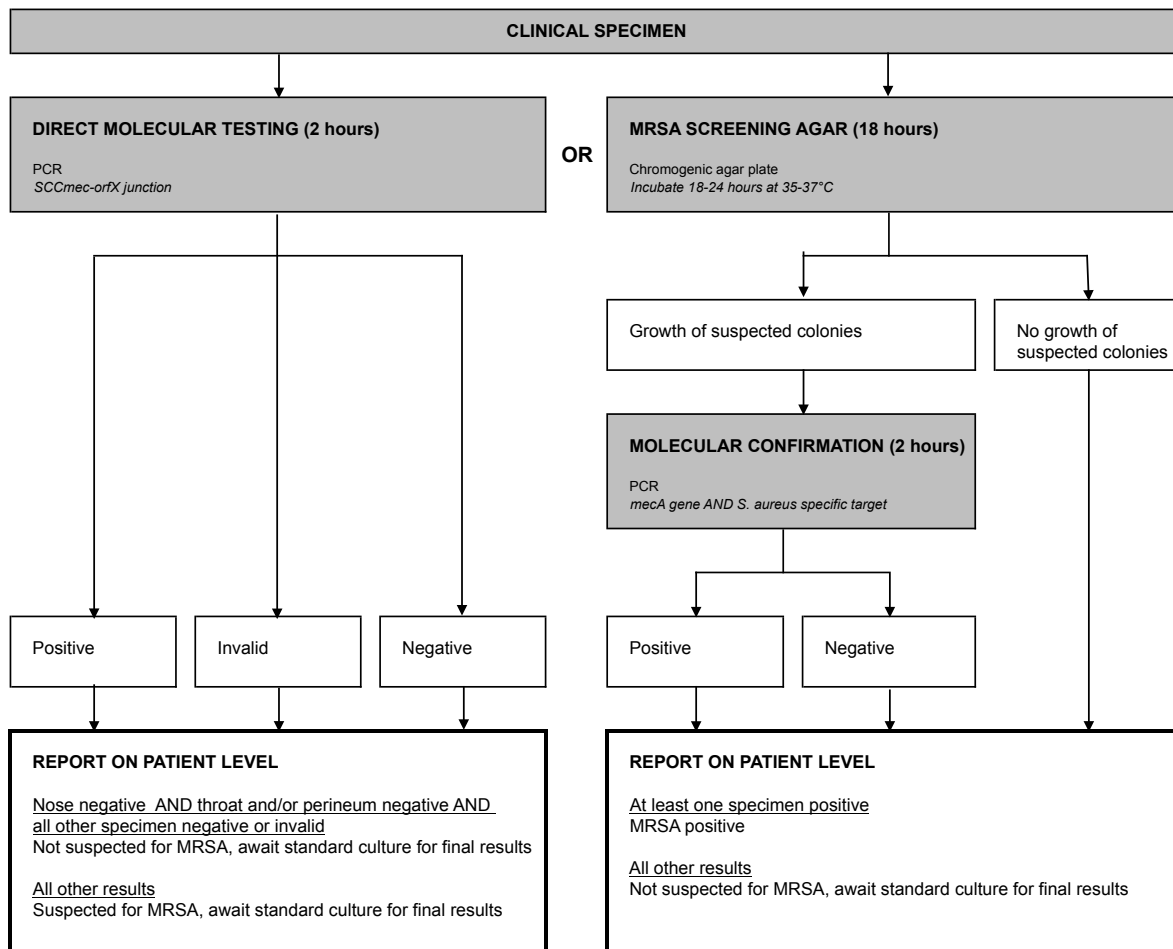 CLINICAL SPECIMEN
DIRECT MOLECULAR TESTING (2 hours)
PCR
SCCmec-orfX junction
OR
MRSA SCREENING AGAR (18 hours)
Chromogenic agar plate
Incubate 18-24 hours at 35-37°C
Growth of suspected colonies
No growth of
suspected colonies
MOLECULAR CONFIRMATION (2 hours)
PCR
mecA gene AND S. aureus specific target
Positive
Invalid
Negative
Positive
Negative
REPORT ON PATIENT LEVEL
Nose negative AND throat and/or perineum negative AND
all other specimen negative or invalid
Not suspected for MRSA, await standard culture for final results
All other results
Suspected for MRSA, await standard culture for final results
REPORT ON PATIENT LEVEL
At least one specimen positive
MRSA positive
All other results
Not suspected for MRSA, await standard culture for final results